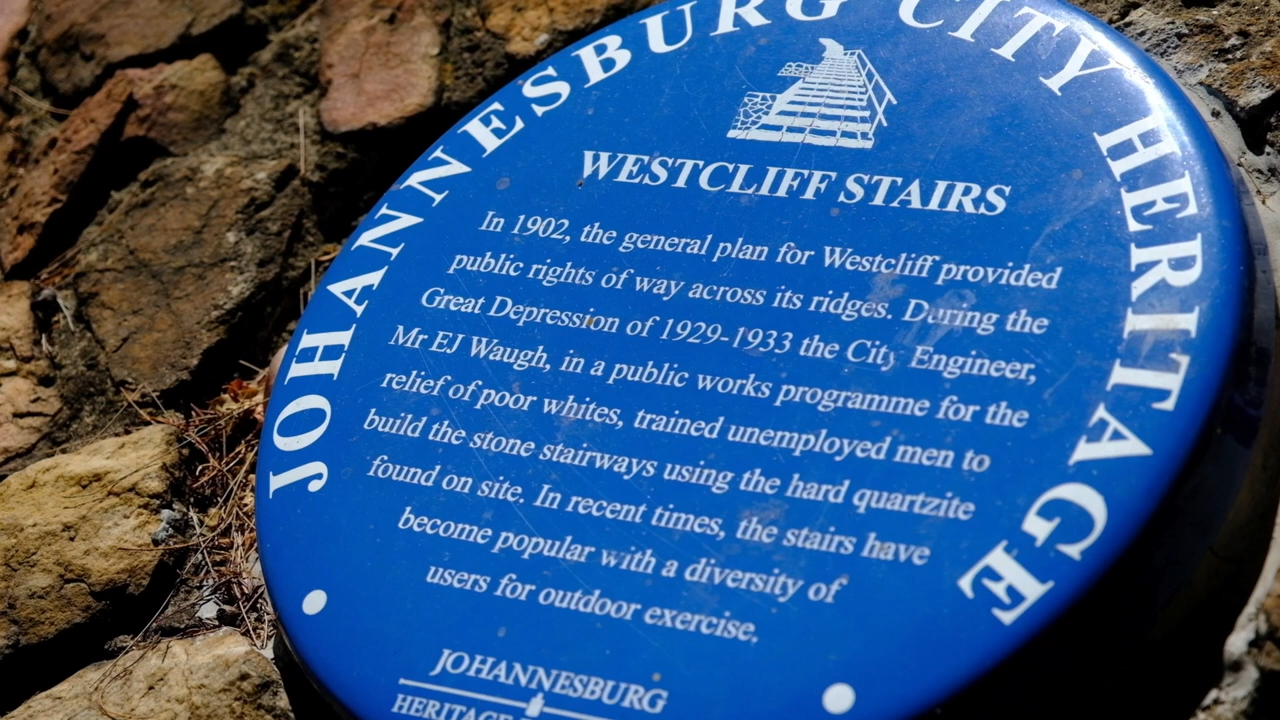 JOHANNESBURG CITY HERITAGE
WESTCLIFF STAIRS
In 1902, the general plan for Westcliff provided
public rights of way across its ridges. During the
Great Depression of 1929-1933 the City Engineer,
Mr EJ Waugh, in a public works programme for the
relief of poor whites, trained unemployed men to
build the stone stairways using the hard quartzite
found on site. In recent times, the stairs have
become popular with a diversity of
users for outdoor exercise.
JOHANNESBURG
HERITAGE